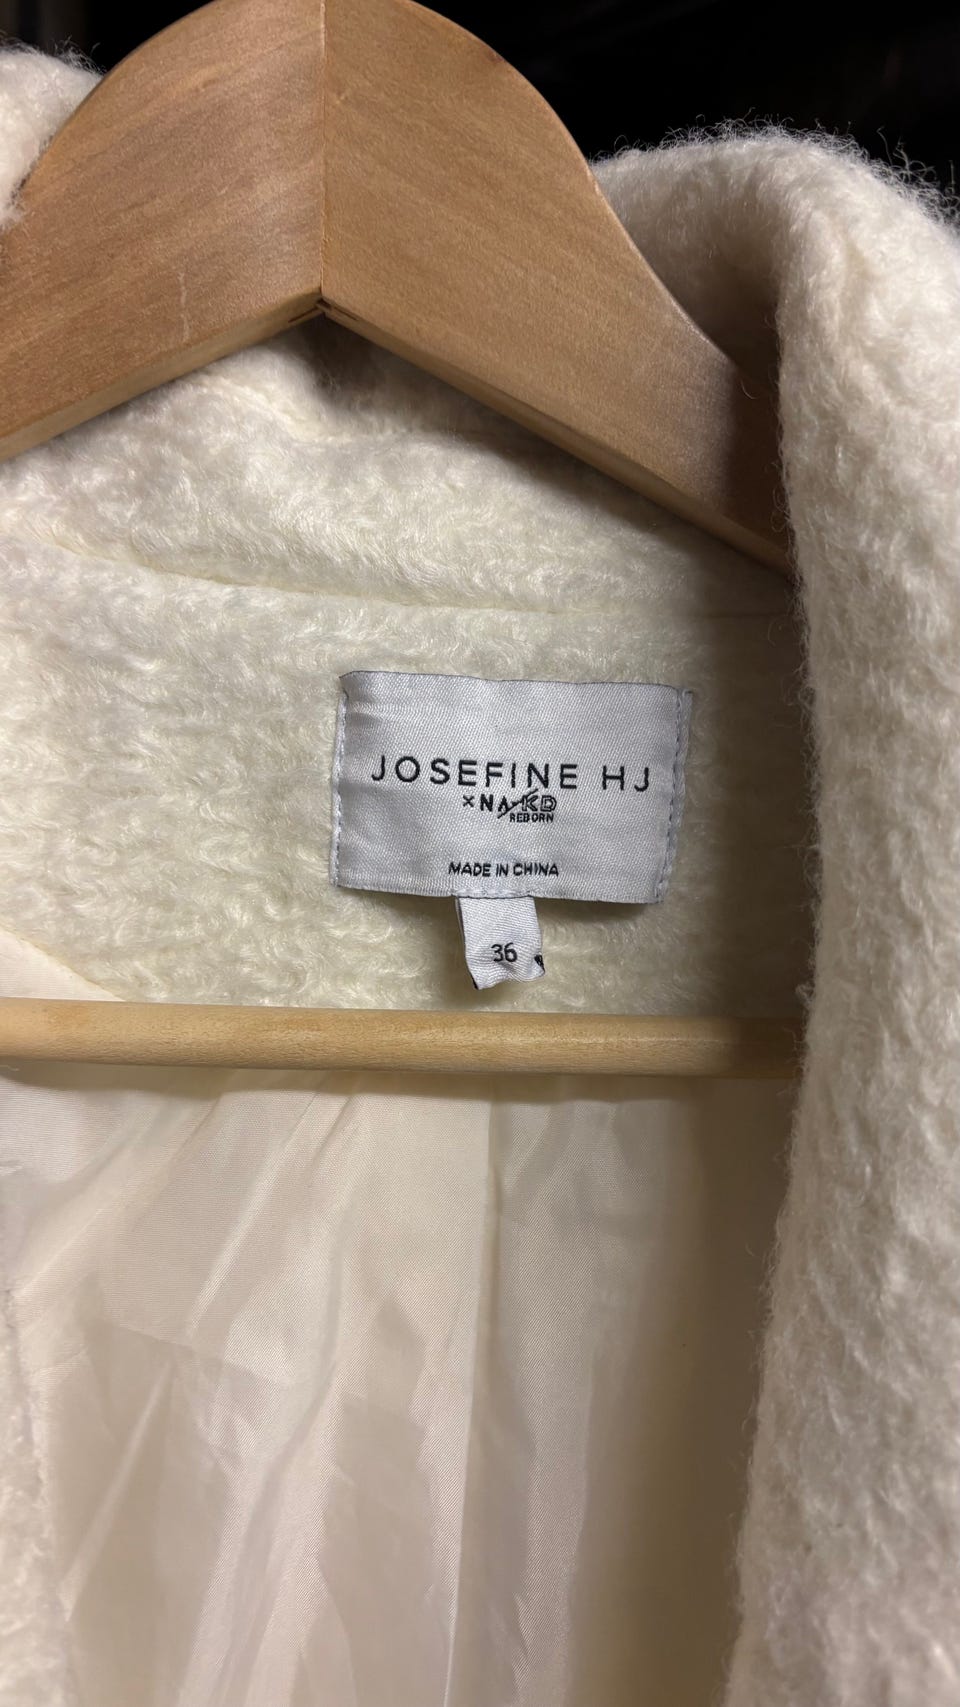 JOSEFINE HJ
× NA-KD
REBORN
MADE IN CHINA
36